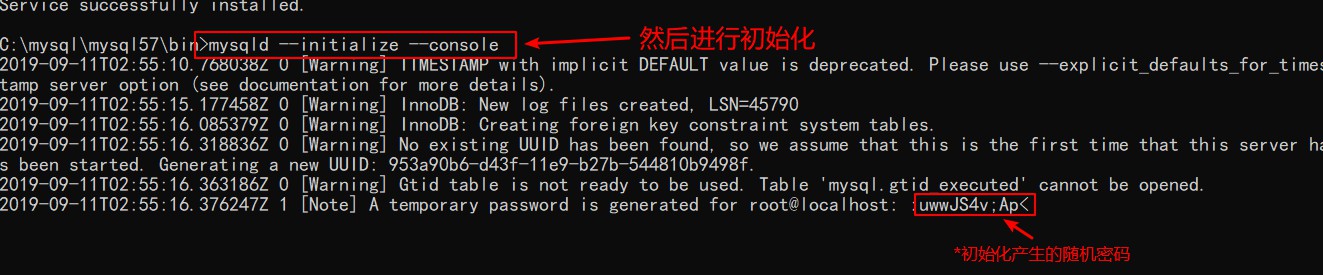 Service successfully installed.
C:\mysql\mysql57\bin>mysqld --initialize --console
然后进行初始化
2019-09-11T02:55:10.768038Z 0 [Warning] TIMESTAMP with implicit DEFAULT value is deprecated. Please use --explicit_defaults_for_times
tamp server option (see documentation for more details).
2019-09-11T02:55:15.177458Z 0 [Warning] InnoDB: New log files created, LSN=45790
2019-09-11T02:55:16.085379Z 0 [Warning] InnoDB: Creating foreign key constraint system tables.
2019-09-11T02:55:16.318836Z 0 [Warning] No existing UUID has been found, so we assume that this is the first time that this server ha
s been started. Generating a new UUID: 953a90b6-d43f-11e9-b27b-544810b9498f.
2019-09-11T02:55:16.363186Z 0 [Warning] Gtid table is not ready to be used. Table 'mysql.gtid_executed' cannot be opened.
2019-09-11T02:55:16.376247Z 1 [Note] A temporary password is generated for root@localhost: :uwwJS4v;Ap<
*初始化产生的随机密码